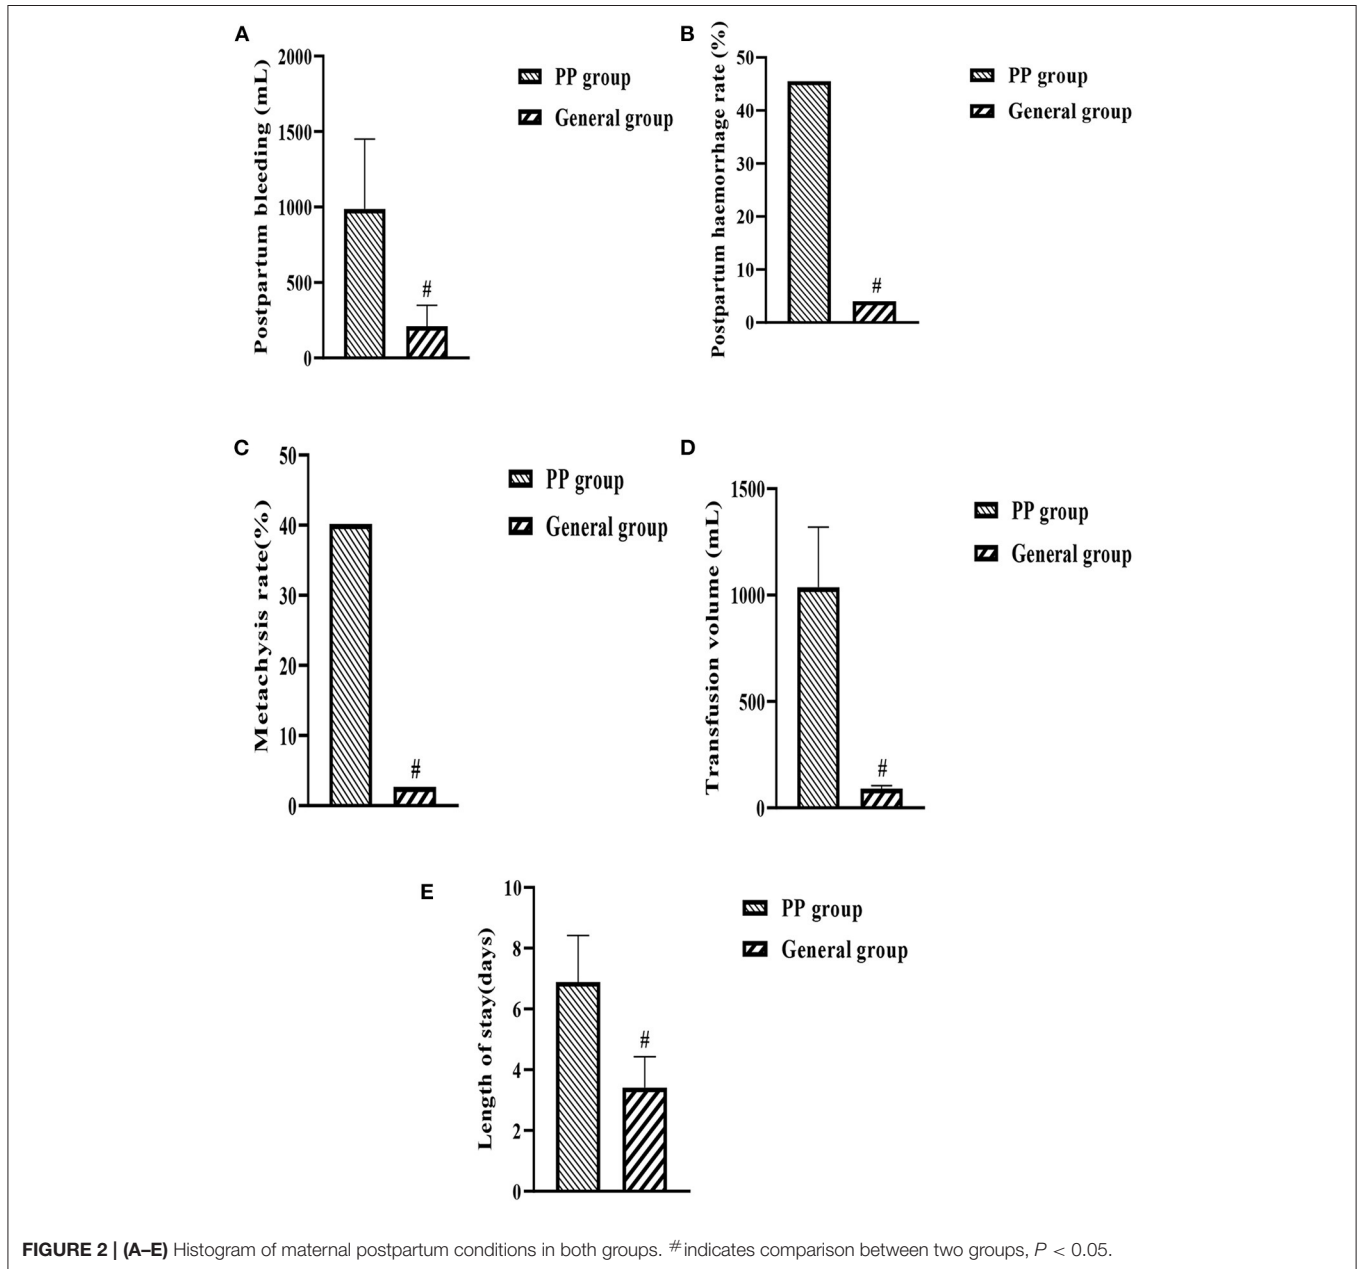 A
Postpartum bleeding (mL)
2000
1500
1000
500
0
#
PP group
General group
B
Postpartum haemorrhage rate (%)
50
40
30
20
10
0
#
PP group
General group
C
Metachysis rate(%)
50
40
30
20
10
0
#
PP group
General group
D
Transfusion volume (mL)
1500
1000
500
0
#
PP group
General group
E
Length of stay(days)
10
8
6
4
2
0
#
PP group
General group
FIGURE 2 | (A–E) Histogram of maternal postpartum conditions in both groups. #indicates comparison between two groups, P < 0.05.